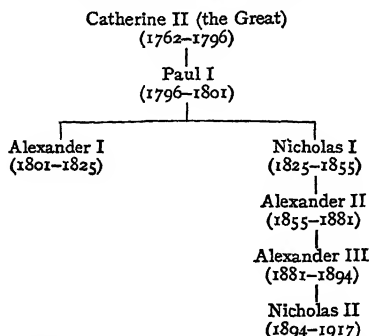 Catherine II (the Great)
(1762–1796)
Paul I
(1796–1801)
Alexander I
(1801–1825)
Nicholas I
(1825–1855)
Alexander II
(1855–1881)
Alexander III
(1881–1894)
Nicholas II
(1894–1917)